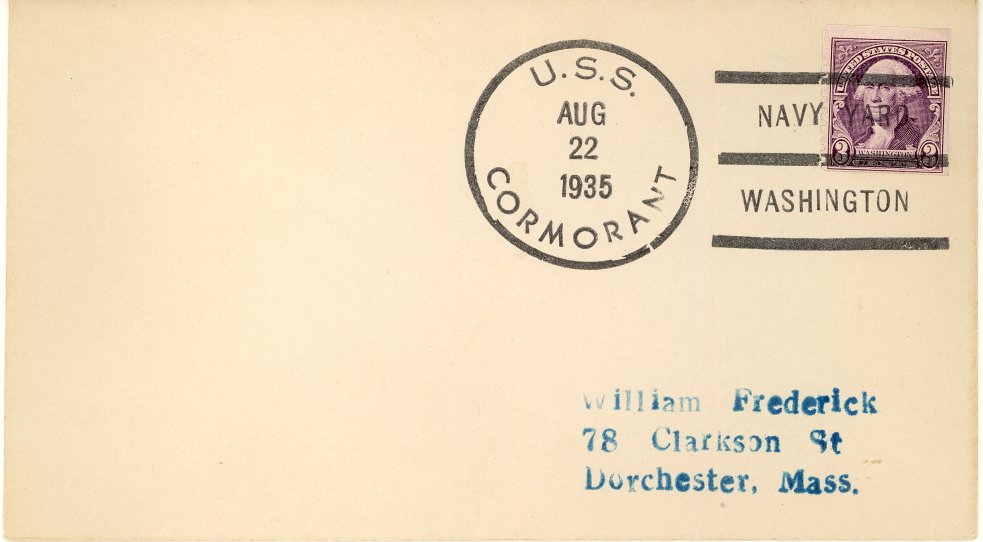 U.S.S.
AUG
22
1935
CORMORANT
NAVY YARD
WASHINGTON
UNITED STATES POSTAGE
3 WASHINGTON 3
William Frederick
78 Clarkson St
Dorchester, Mass.